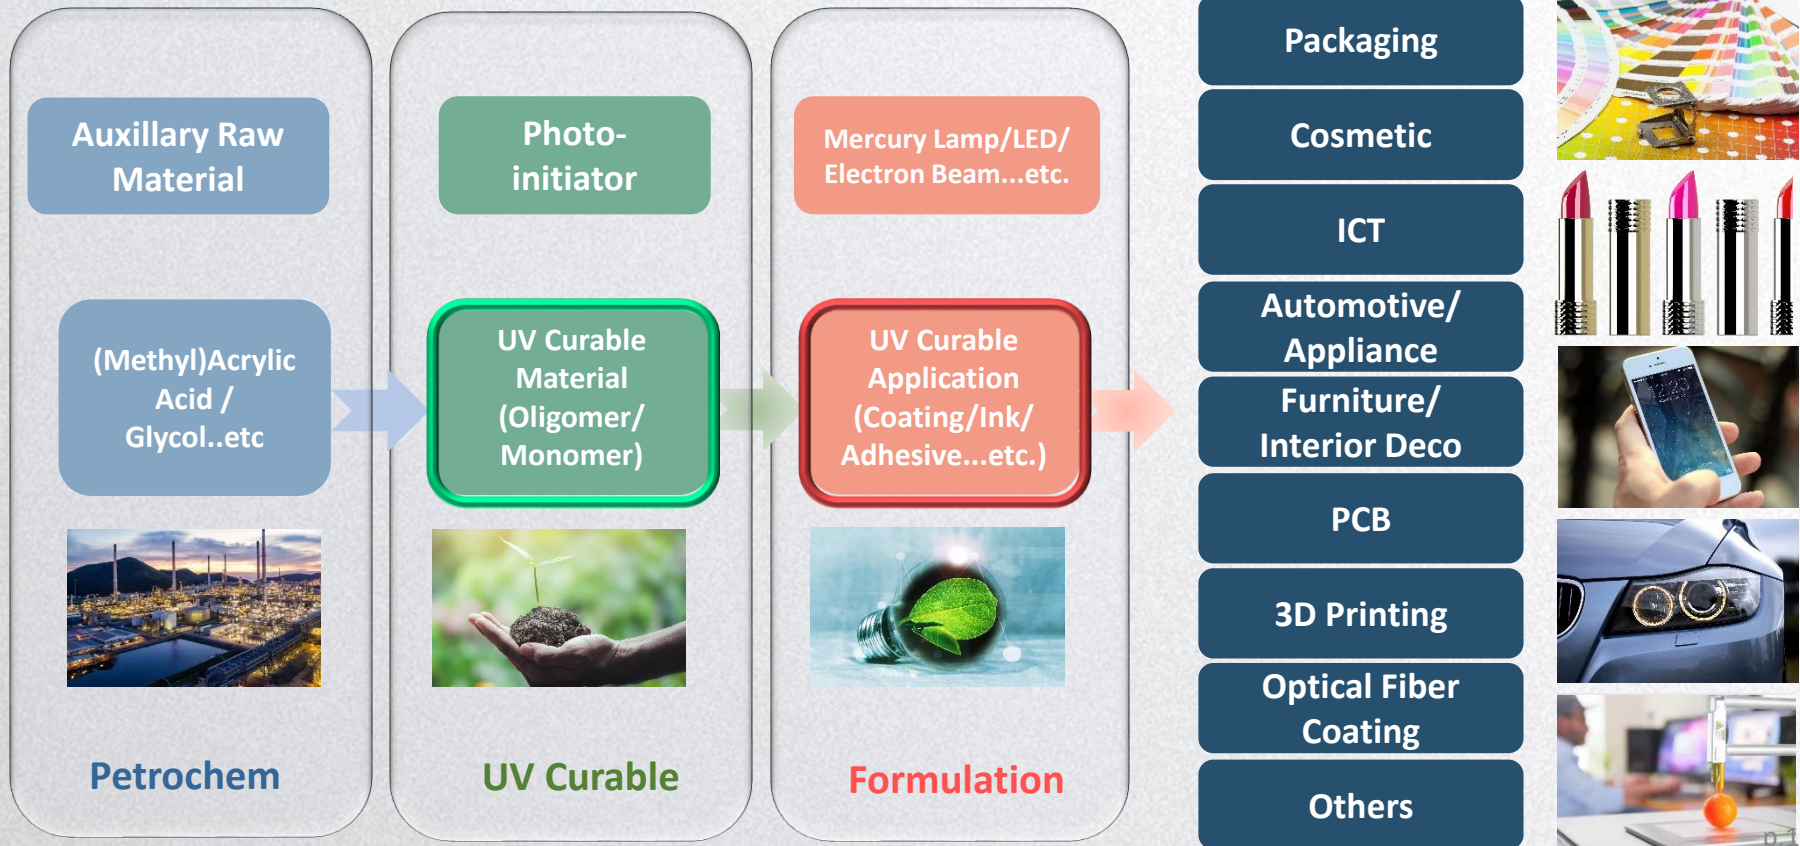 Auxillary Raw
Material
(Methyl)Acrylic
Acid /
Glycol..etc
Petrochem
Photo-
initiator
UV Curable
Material
(Oligomer/
Monomer)
UV Curable
Mercury Lamp/LED/
Electron Beam...etc.
UV Curable
Application
(Coating/Ink/
Adhesive...etc.)
Formulation
Packaging
Cosmetic
ICT
Automotive/
Appliance
Furniture/
Interior Deco
PCB
3D Printing
Optical Fiber
Coating
Others
p.1